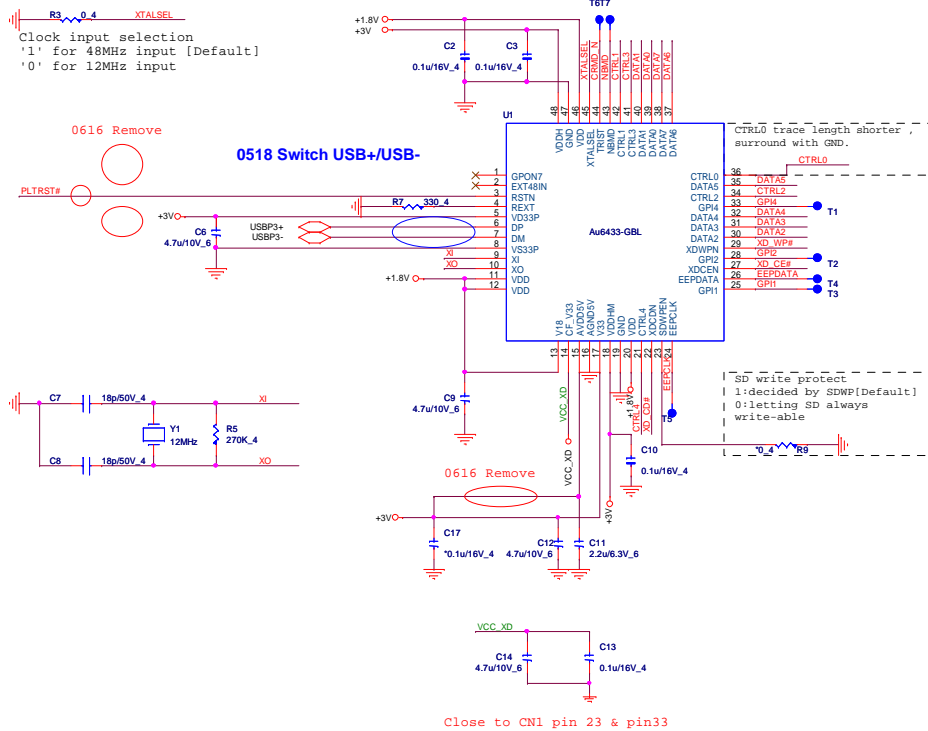 R3 0_4 XTALSEL
Clock input selection
'1' for 48MHz input [Default]
'0' for 12MHz input
+1.8V
+3V
C2
0.1u/16V_4
C3
0.1u/16V_4
T6T7
XTALSEL
CRMD_N
NBMD
CTRL1
CTRL3
DATA1
DATA0
DATA7
DATA6
48 47 46 45 44 43 42 41 40 39 38 37
U1
VDDH
GND
VDD
XTALSEL
TRIST
NBMD
CTRL1
CTRL3
DATA1
DATA0
DATA7
DATA6
CTRL0 trace length shorter ,
surround with GND.
CTRL0
0616 Remove
0518 Switch USB+/USB-
PLTRST#
R7 330_4
+3V
C6
4.7u/10V_6
USBP3+
USBP3-
XI
XO
+1.8V
1 GPON7
2 EXT48IN
3 RSTN
4 REXT
5 VD33P
6 DP
7 DM
8 VS33P
9 XI
10 XO
11 VDD
12 VDD
Au6433-GBL
CTRL0 36
DATA5 35 DATA5
CTRL2 34 CTRL2
GPI4 33 GPI4 T1
DATA4 32 DATA4
DATA3 31 DATA3
DATA2 30 DATA2
XDWPN 29 XD_WP#
GPI2 28 GPI2 T2
XDCEN 27 XD_CE#
EEPDATA 26 EEPDATA T4
GPI1 25 GPI1 T3
V18
CF_V33
AVDD5V
AGND5V
V33
VDDHM
GND
VDD
CTRL4
XDCDN
SDWPEN
EEPCLK
13 14 15 16 17 18 19 20 21 22 23 24
VCC_XD
VCC_XD
+1.8V
CTRL4
XD_CD#
EEPCLK
T5
SD write protect
1:decided by SDWP[Default]
0:letting SD always
write-able
*0_4 R9
C7 18p/50V_4 XI
Y1
12MHz
R5
270K_4
C8 18p/50V_4 XO
C9
4.7u/10V_6
C10
0.1u/16V_4
0616 Remove
+3V
+3V
C17
*0.1u/16V_4
C12
4.7u/10V_6
C11
2.2u/6.3V_6
VCC_XD
C14
4.7u/10V_6
C13
0.1u/16V_4
Close to CN1 pin 23 & pin33